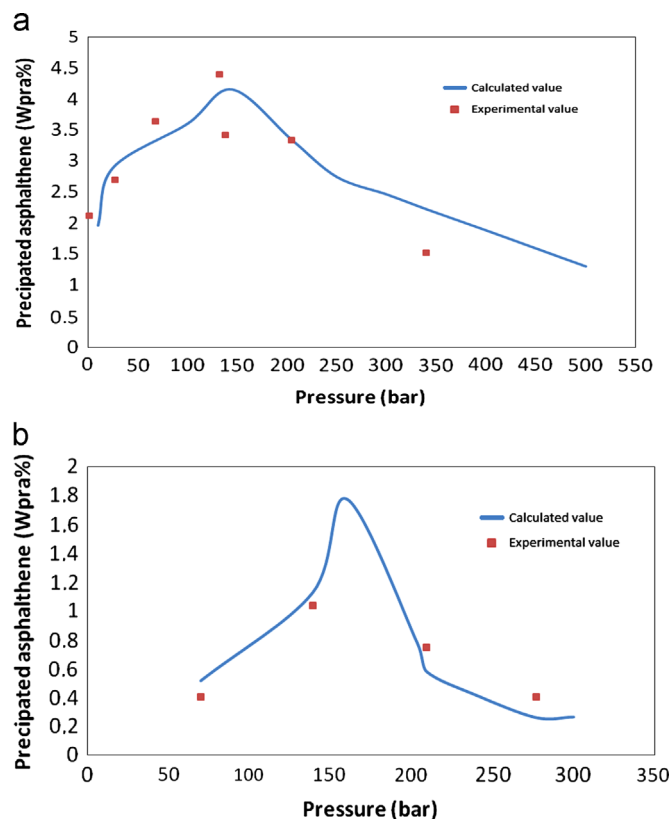 a
Precipated asphalthene (Wpra%)
5
4.5
4
3.5
3
2.5
2
1.5
1
0.5
0
Calculated value
Experimental value
0 50 100 150 200 250 300 350 400 450 500 550
Pressure (bar)
b
Precipated asphalthene (Wpra%)
2
1.8
1.6
1.4
1.2
1
0.8
0.6
0.4
0.2
0
Calculated value
Experimental value
0 50 100 150 200 250 300 350
Pressure (bar)